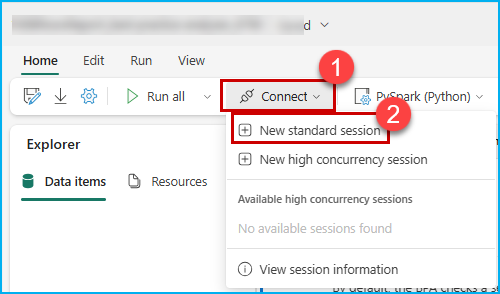 Home Edit Run View
Run all Connect PySpark (Python)
1
2
New standard session
New high concurrency session
Explorer
Data items Resources
Available high concurrency sessions
No available sessions found
View session information
By default, the BPA checks a s